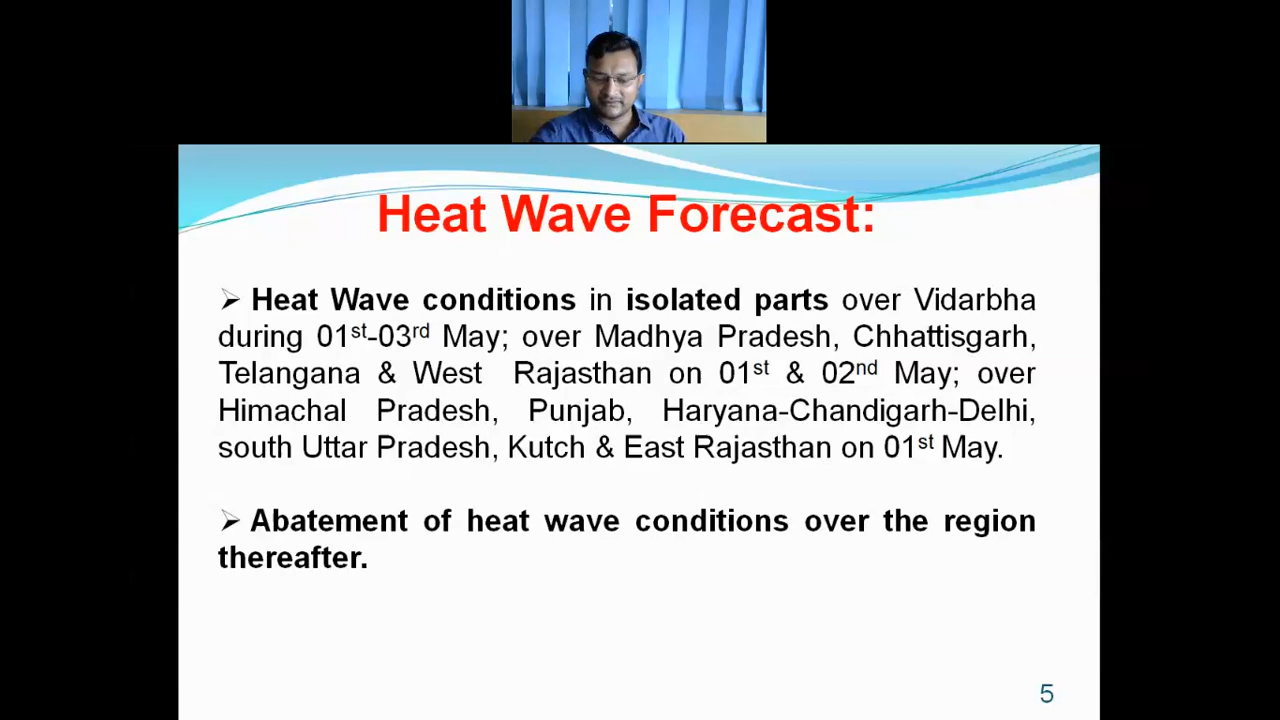 Heat Wave Forecast:
➢ Heat Wave conditions in isolated parts over Vidarbha
during 01st-03rd May; over Madhya Pradesh, Chhattisgarh,
Telangana & West Rajasthan on 01st & 02nd May; over
Himachal Pradesh, Punjab, Haryana-Chandigarh-Delhi,
south Uttar Pradesh, Kutch & East Rajasthan on 01st May.
➢ Abatement of heat wave conditions over the region
thereafter.
5